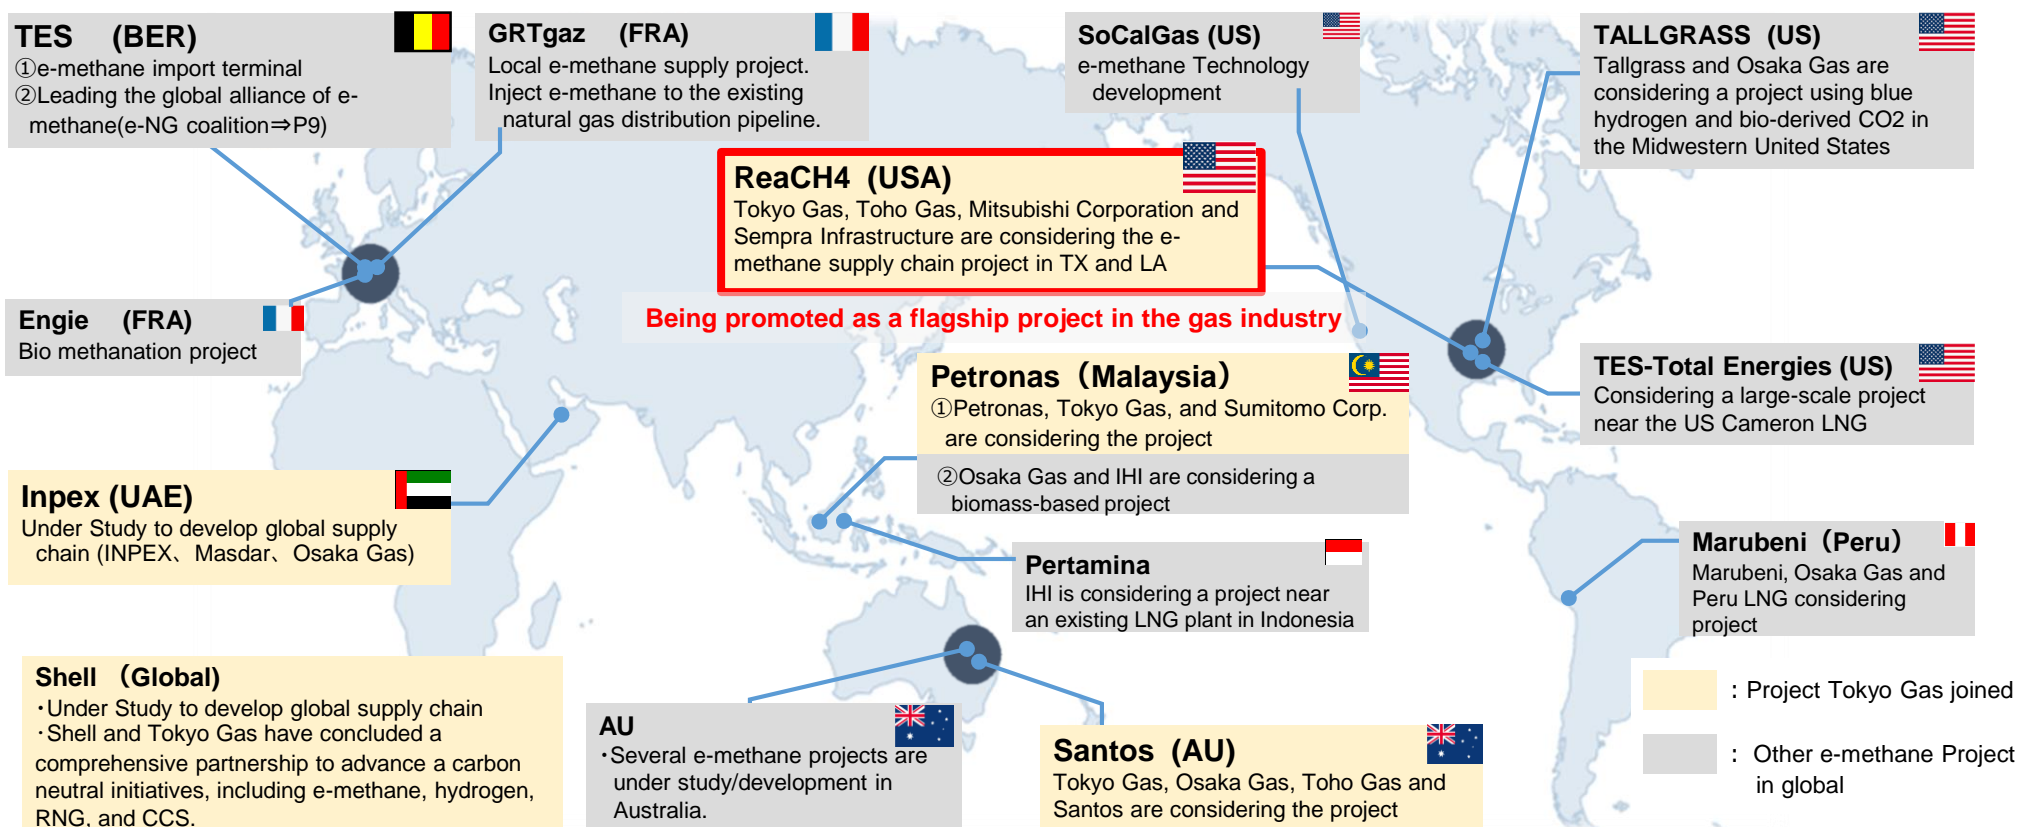 TES (BER)
①e-methane import terminal
②Leading the global alliance of e-
methane(e-NG coalition⇒P9)
GRTgaz (FRA)
Local e-methane supply project.
Inject e-methane to the existing
natural gas distribution pipeline.
SoCalGas (US)
e-methane Technology
development
TALLGRASS (US)
Tallgrass and Osaka Gas are
considering a project using blue
hydrogen and bio-derived CO2 in
the Midwestern United States
ReaCH4 (USA)
Tokyo Gas, Toho Gas, Mitsubishi Corporation and
Sempra Infrastructure are considering the e-
methane supply chain project in TX and LA
Being promoted as a flagship project in the gas industry
Engie (FRA)
Bio methanation project
Petronas（Malaysia）
①Petronas, Tokyo Gas, and Sumitomo Corp.
are considering the project
②Osaka Gas and IHI are considering a
biomass-based project
TES-Total Energies (US)
Considering a large-scale project
near the US Cameron LNG
Inpex (UAE)
Under Study to develop global supply
chain (INPEX、Masdar、Osaka Gas)
Pertamina
IHI is considering a project near
an existing LNG plant in Indonesia
Marubeni（Peru）
Marubeni, Osaka Gas and
Peru LNG considering
project
Shell （Global)
・Under Study to develop global supply chain
・Shell and Tokyo Gas have concluded a
comprehensive partnership to advance a carbon
neutral initiatives, including e-methane, hydrogen,
RNG, and CCS.
AU
・Several e-methane projects are
under study/development in
Australia.
Santos (AU)
Tokyo Gas, Osaka Gas, Toho Gas and
Santos are considering the project
：Project Tokyo Gas joined
： Other e-methane Project
in global